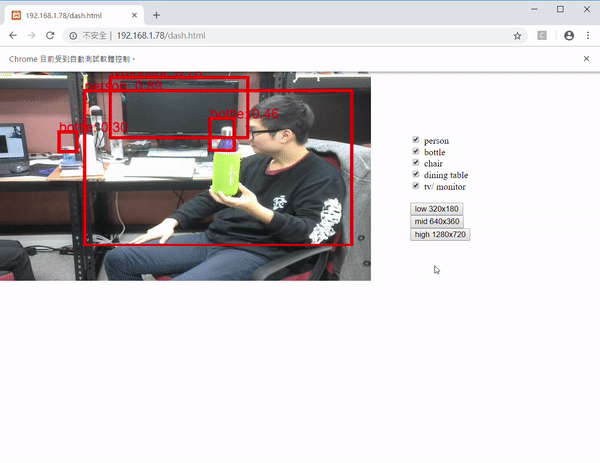 192.168.1.78/dash.html
不安全 | 192.168.1.78/dash.html
Chrome 目前受到自動測試軟體控制。
person: 0.89
bottle:0.46
bottle:0.30
person
bottle
chair
dining table
tv/ monitor
low 320x180
mid 640x360
high 1280x720